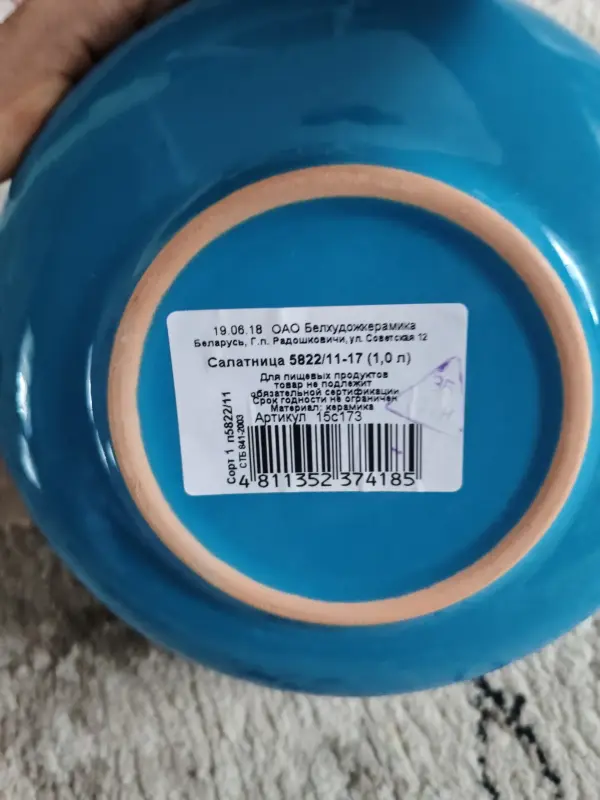 19.06.18 ОАО Белхудожкерамика
Беларусь, Г.п. Радошковичи, ул. Советская 12
Салатница 5822/11-17 (1,0 л)
Для пищевых продуктов
товар не подлежит
обязательной сертификации
Срок годности не ограничен
Материал: керамика
Артикул 15с173
Сорт 1 п5822/11
СТБ 841-2003
4 811352 374185